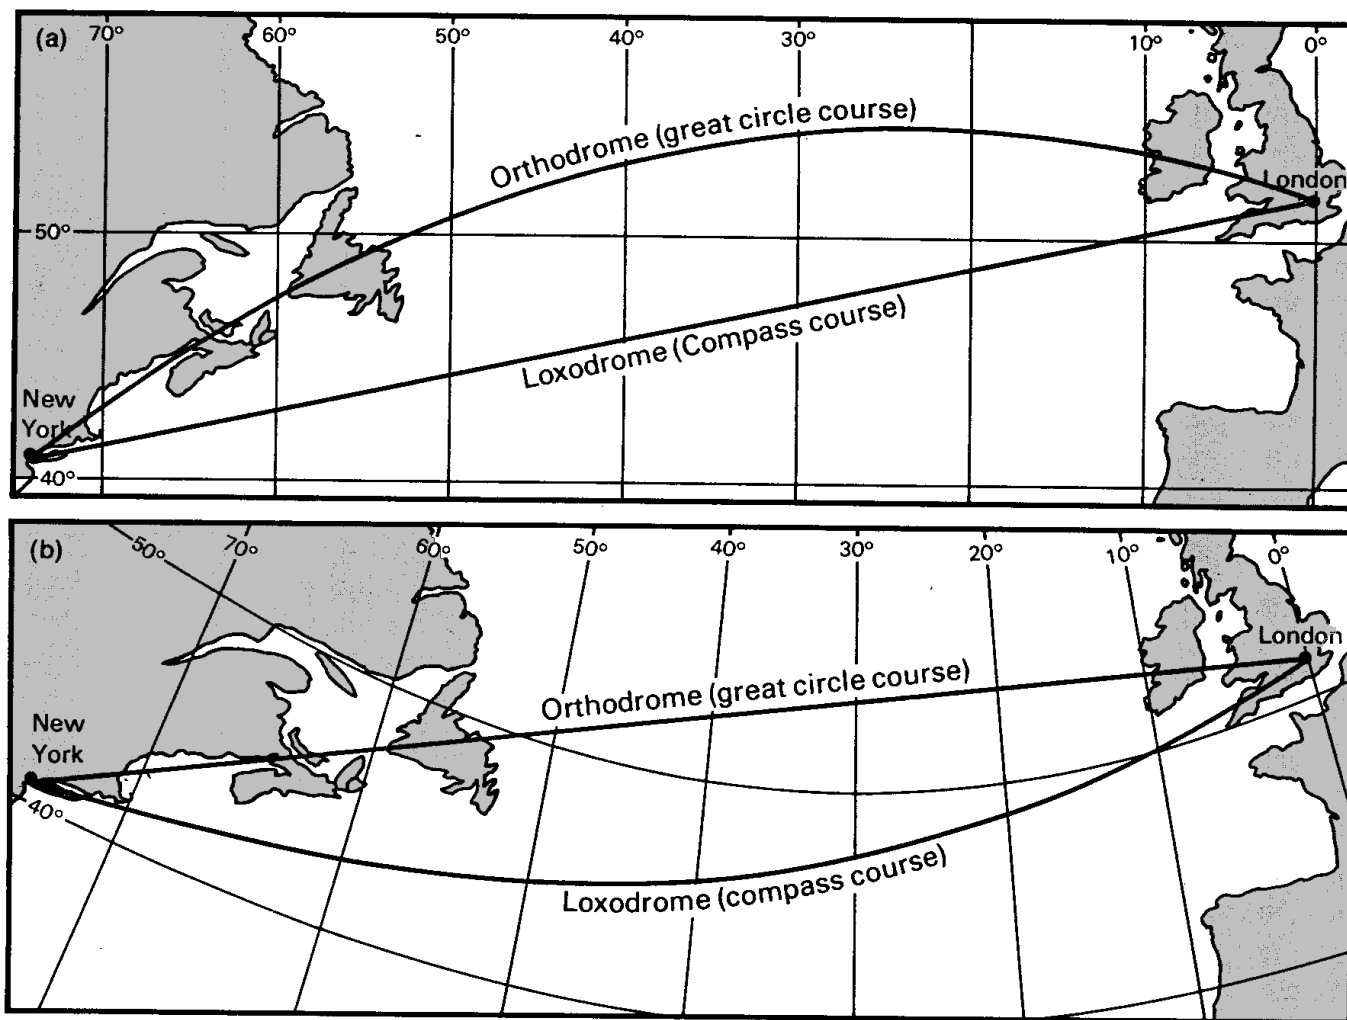 (a)
70°
60°
50°
40°
30°
10°
0°
Orthodrome (great circle course)
London
50°
Loxodrome (Compass course)
New
York
40°
(b)
50°
70°
60°
50°
40°
30°
20°
10°
0°
London
Orthodrome (great circle course)
New
York
40°
Loxodrome (compass course)